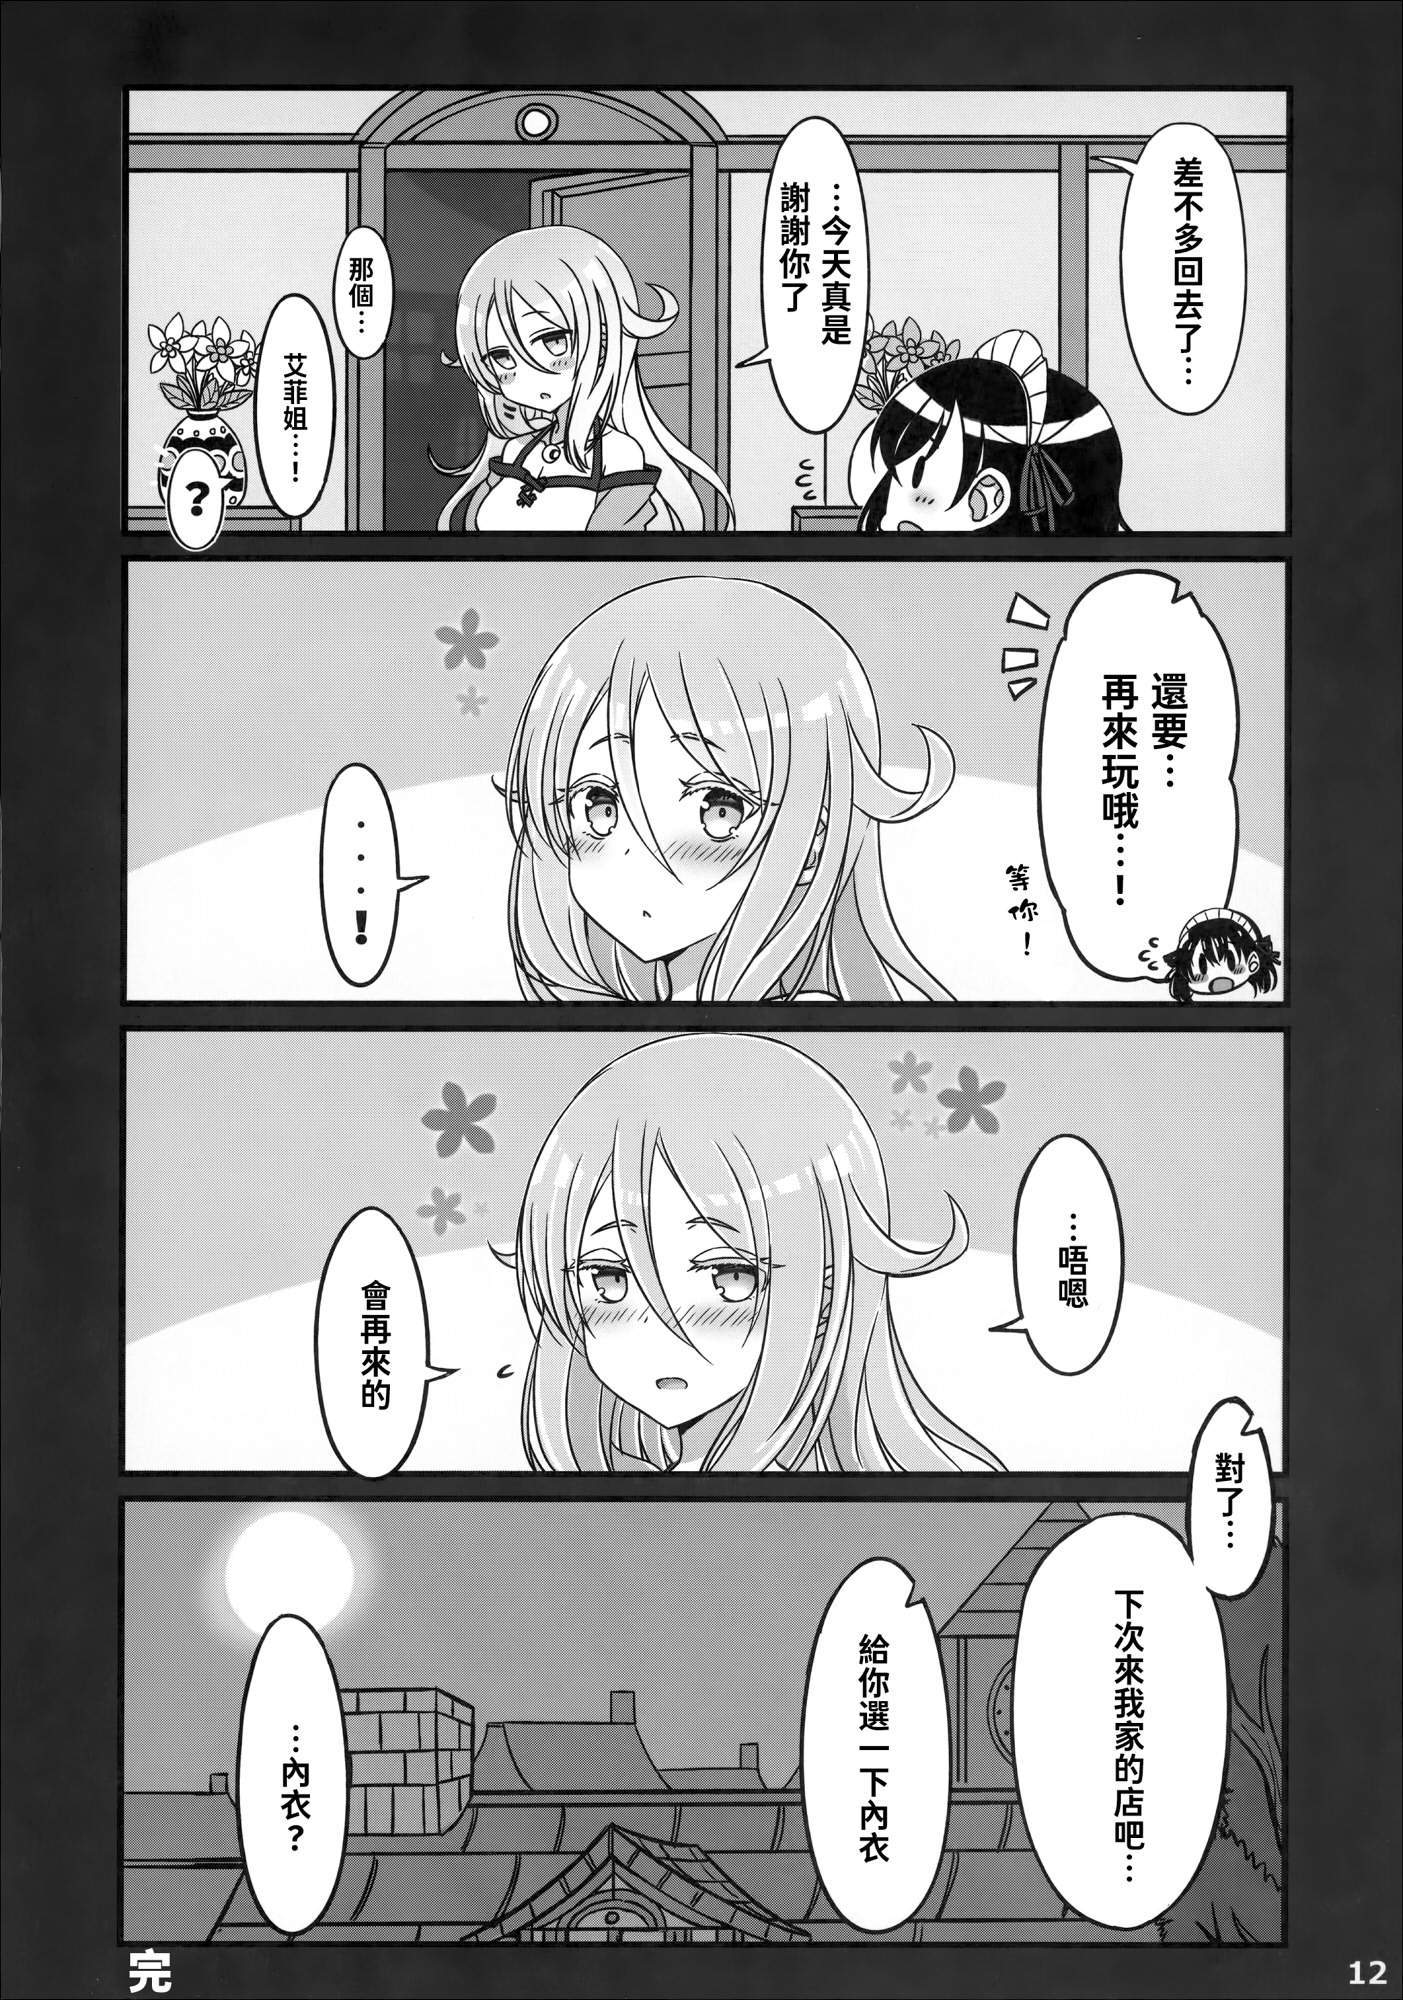 差不多回去了…
…今天真是
謝謝你了
那個…
艾菲姐…!
?
還要…
再來玩哦…!
等你!
...!
…唔嗯
會再來的
對了…
下次來我家的店吧…
給你選一下內衣
…內衣?
完
12